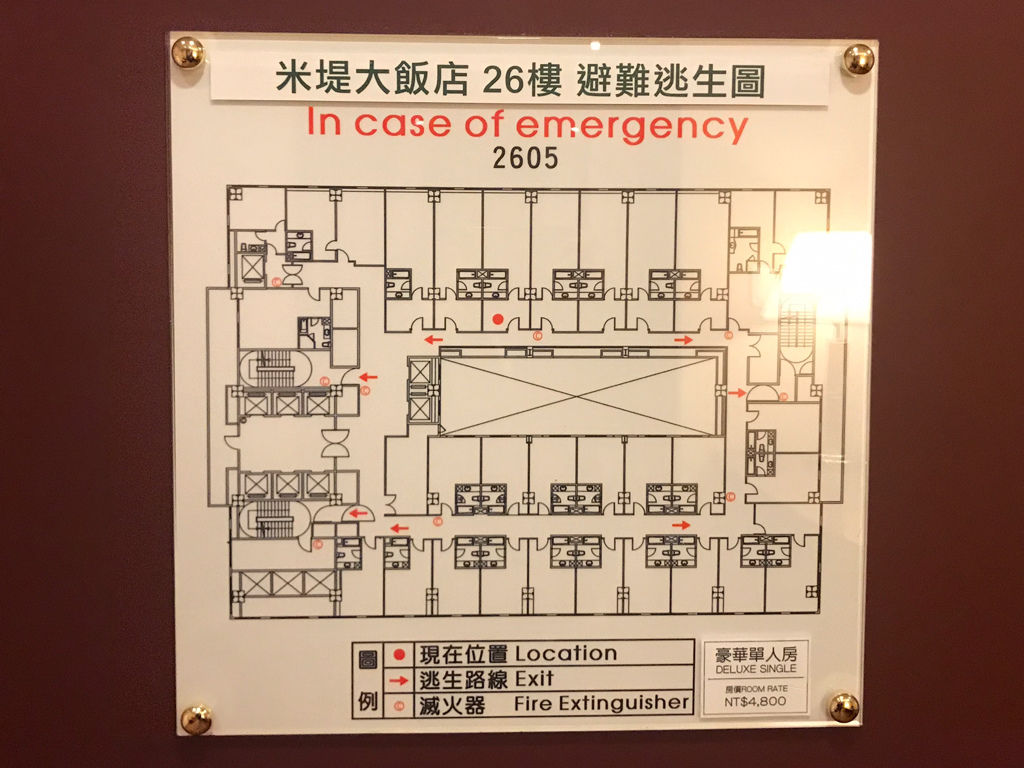 米堤大飯店 26樓 避難逃生圖
In case of emergency
2605
圖例
現在位置 Location
逃生路線 Exit
滅火器 Fire Extinguisher
豪華單人房
DELUXE SINGLE
房價ROOM RATE
NT$4,800